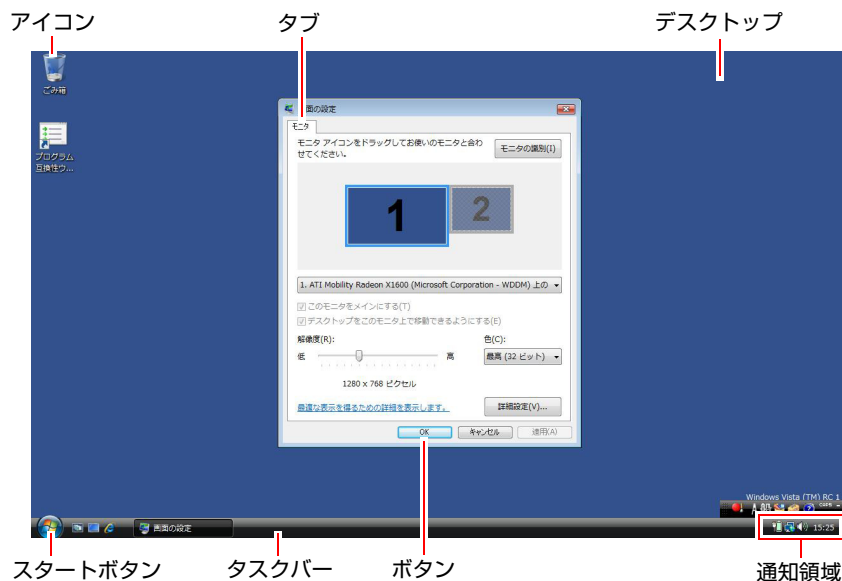 アイコン
タブ
デスクトップ
ごみ箱
プログラム
互換性ウ...
画面の設定
モニタ
モニタ アイコンをドラッグしてお使いのモニタと合わ
せてください。
モニタの識別(I)
1
2
1. ATI Mobility Radeon X1600 (Microsoft Corporation - WDDM) 上の
このモニタをメインにする(T)
デスクトップをこのモニタ上で移動できるようにする(E)
解像度(R):
色(C):
低
高
最高 (32 ビット)
1280 x 768 ピクセル
最適な表示を得るための詳細を表示します。
詳細設定(V)...
OK
キャンセル
適用(A)
Windows Vista (TM) RC 1
CAPS
画面の設定
15:25
スタートボタン
タスクバー
ボタン
通知領域